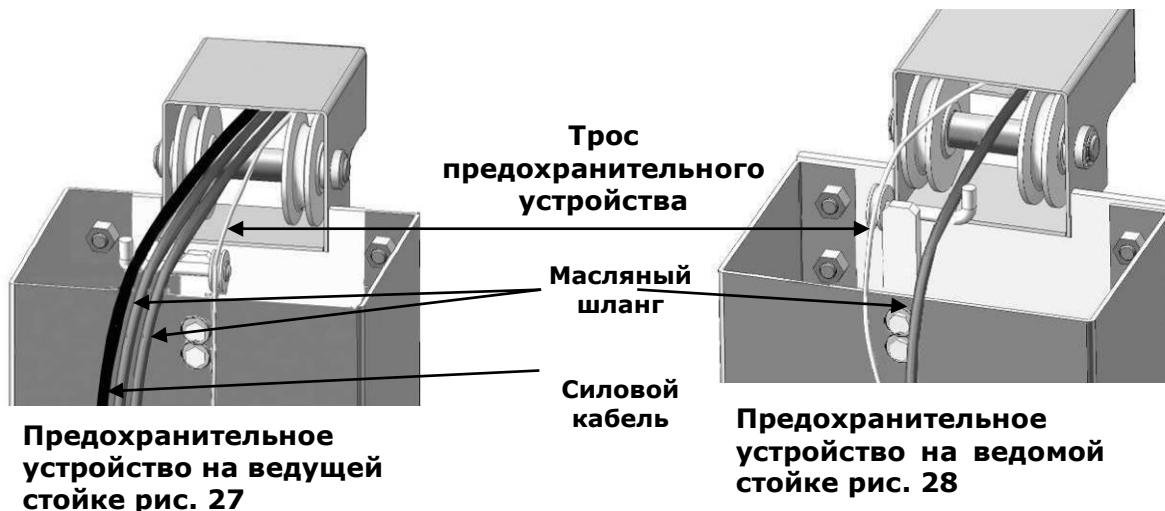 Трос
предохранительного
устройства
Масляный
шланг
Силовой
кабель
Предохранительное
устройство на ведущей
стойке рис. 27
Предохранительное
устройство на ведомой
стойке рис. 28